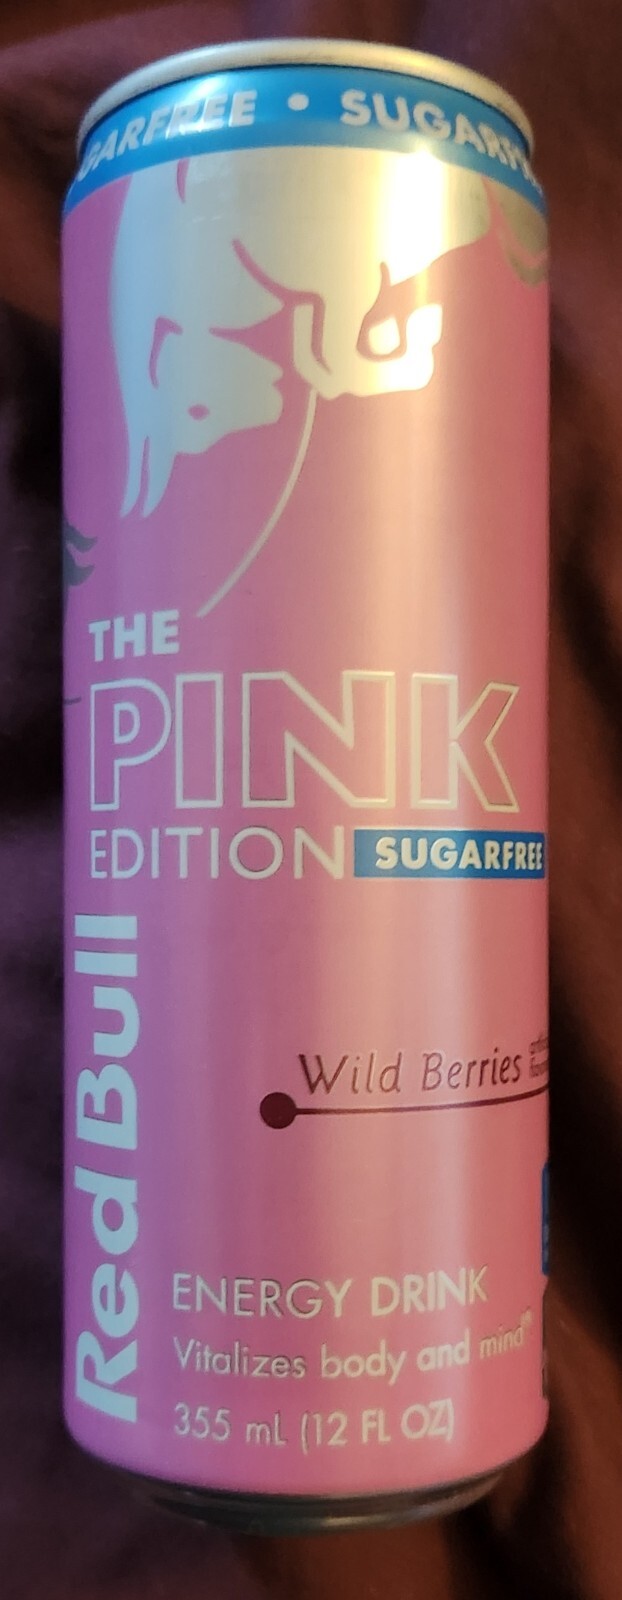 SUGARFREE • SUGARFREE
THE
PINK
EDITION SUGARFREE
Red Bull
Wild Berries
ENERGY DRINK
Vitalizes body and mind®
355 mL (12 FL OZ)